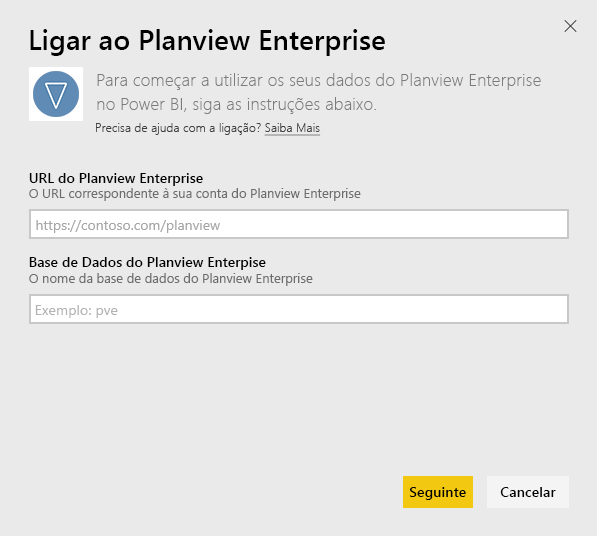 Ligar ao Planview Enterprise
Para começar a utilizar os seus dados do Planview Enterprise
no Power BI, siga as instruções abaixo.
Precisa de ajuda com a ligação? Saiba Mais
URL do Planview Enterprise
O URL correspondente à sua conta do Planview Enterprise
https://contoso.com/planview
Base de Dados do Planview Enterpise
O nome da base de dados do Planview Enterprise
Exemplo: pve
Seguinte
Cancelar